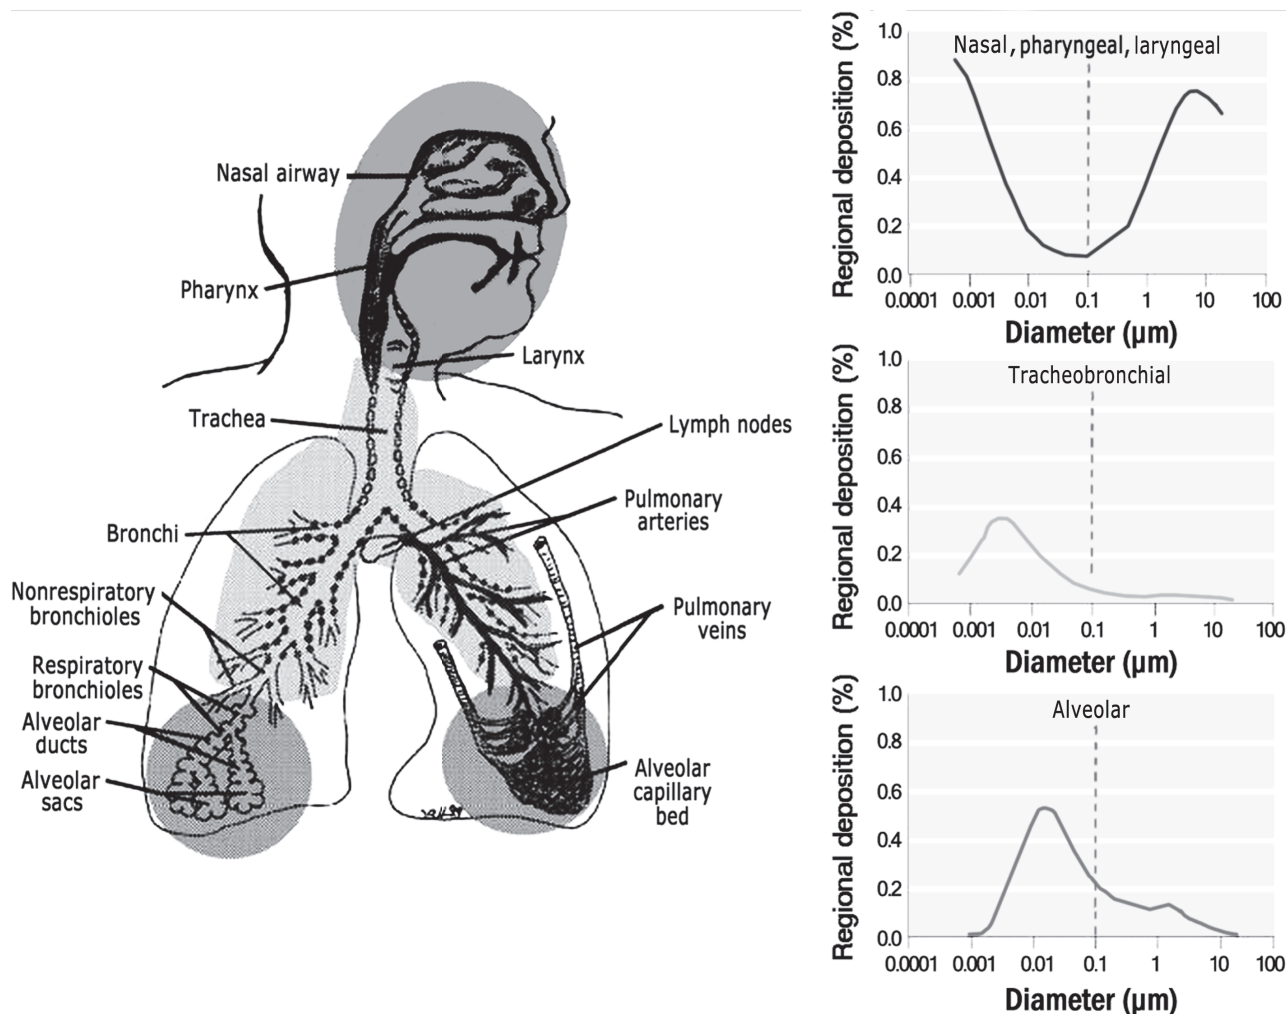 Nasal airway
Pharynx
Larynx
Trachea
Lymph nodes
Pulmonary
arteries
Bronchi
Nonrespiratory
bronchioles
Pulmonary
veins
Respiratory
bronchioles
Alveolar
ducts
Alveolar
sacs
Alveolar
capillary
bed
Regional deposition (%)
Nasal, pharyngeal, laryngeal
1.0
0.8
0.6
0.4
0.2
0.0
0.0001 0.001 0.01 0.1 1 10 100
Diameter (µm)
Regional deposition (%)
Tracheobronchial
1.0
0.8
0.6
0.4
0.2
0.0
0.0001 0.001 0.01 0.1 1 10 100
Diameter (µm)
Regional deposition (%)
Alveolar
1.0
0.8
0.6
0.4
0.2
0.0
0.0001 0.001 0.01 0.1 1 10 100
Diameter (µm)